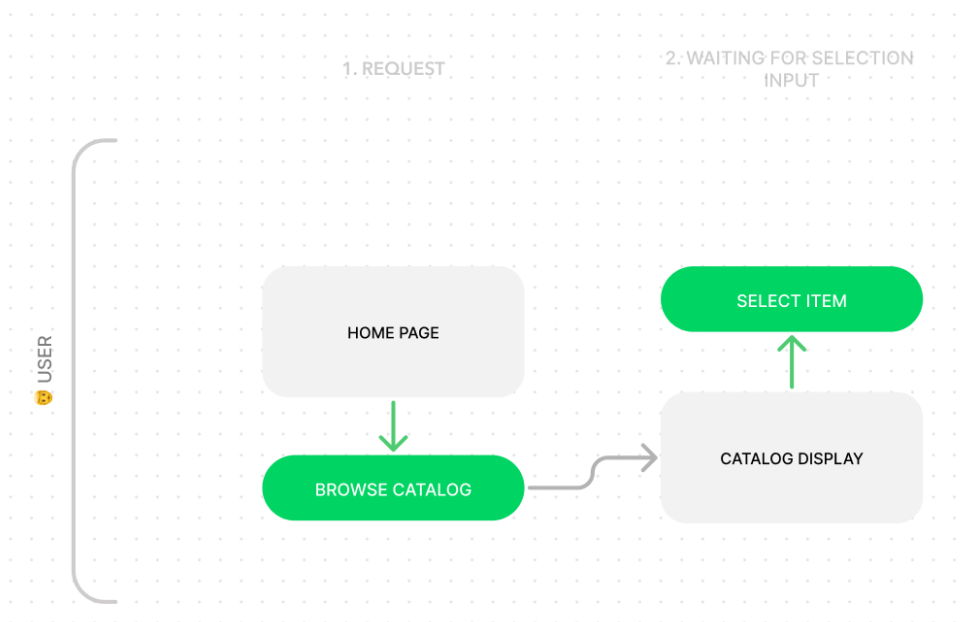 1. REQUEST
2. WAITING FOR SELECTION
INPUT
USER
HOME PAGE
BROWSE CATALOG
SELECT ITEM
CATALOG DISPLAY